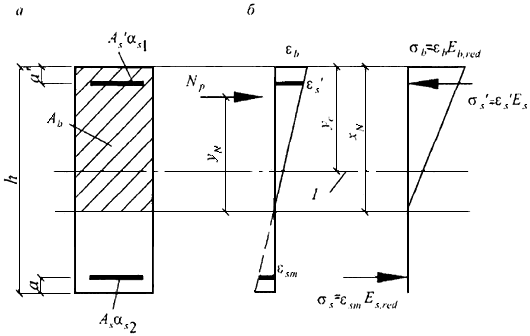 а
б
A_s'α_s1
ε_b
σ_b=ε_bE_b,red
a'
N_p
ε_s'
σ_s'=ε_s'E_s
A_b
y_N
y_c
x_N
h
1
a
ε_sm
A_sα_s2
σ_s=ε_smE_s,red